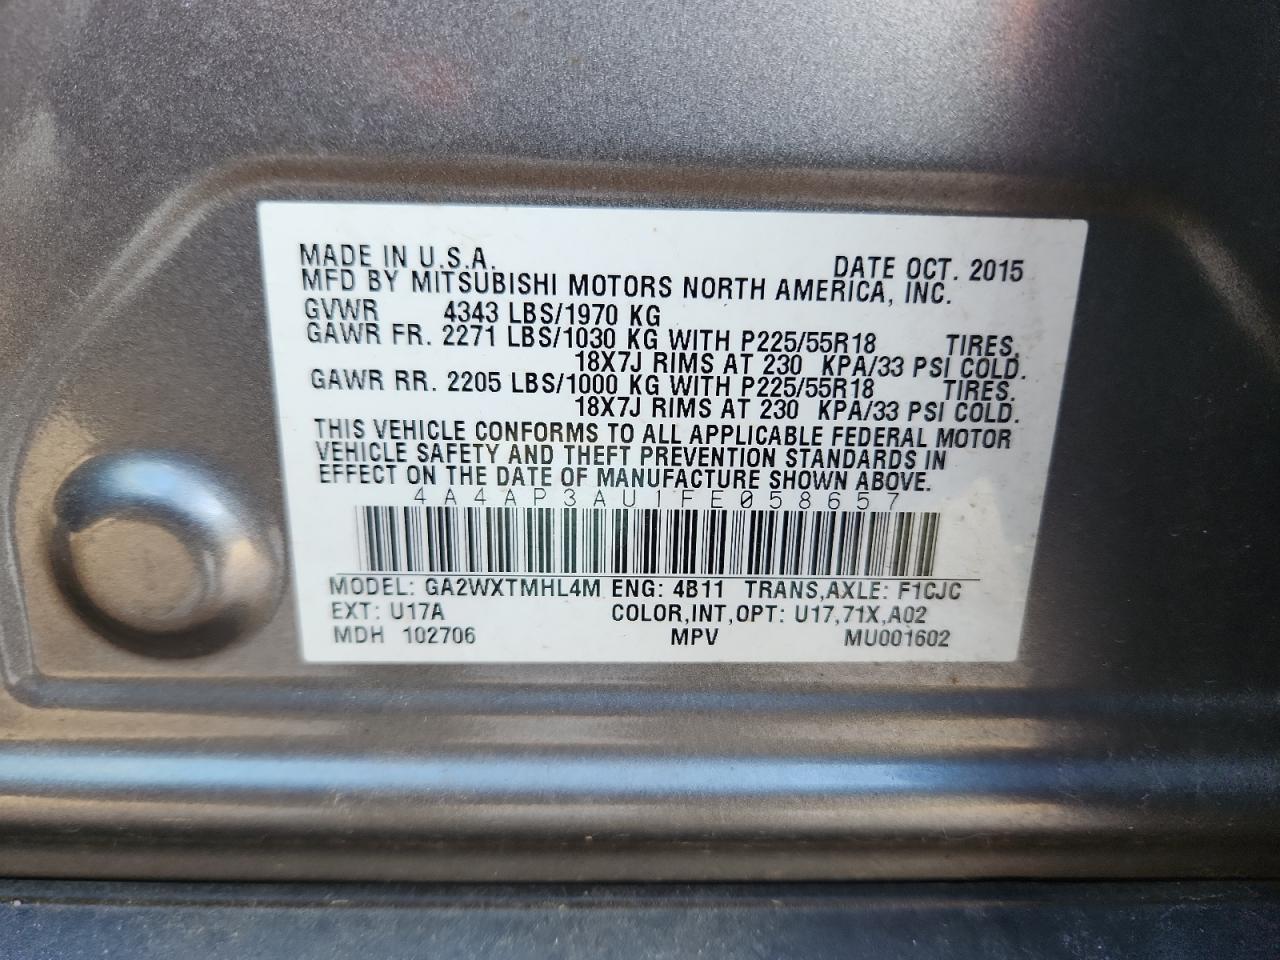 MADE IN U.S.A. DATE OCT. 2015
MFD BY MITSUBISHI MOTORS NORTH AMERICA, INC.
GVWR 4343 LBS/1970 KG
GAWR FR. 2271 LBS/1030 KG WITH P225/55R18 TIRES,
18X7J RIMS AT 230 KPA/33 PSI COLD.
GAWR RR. 2205 LBS/1000 KG WITH P225/55R18 TIRES.
18X7J RIMS AT 230 KPA/33 PSI COLD.
THIS VEHICLE CONFORMS TO ALL APPLICABLE FEDERAL MOTOR
VEHICLE SAFETY AND THEFT PREVENTION STANDARDS IN
EFFECT ON THE DATE OF MANUFACTURE SHOWN ABOVE.
4A4AP3AU1FE058657
MODEL: GA2WXTMHL4M ENG: 4B11 TRANS,AXLE: F1CJC
EXT: U17A COLOR,INT,OPT: U17,71X,A02
MDH 102706 MPV MU001602